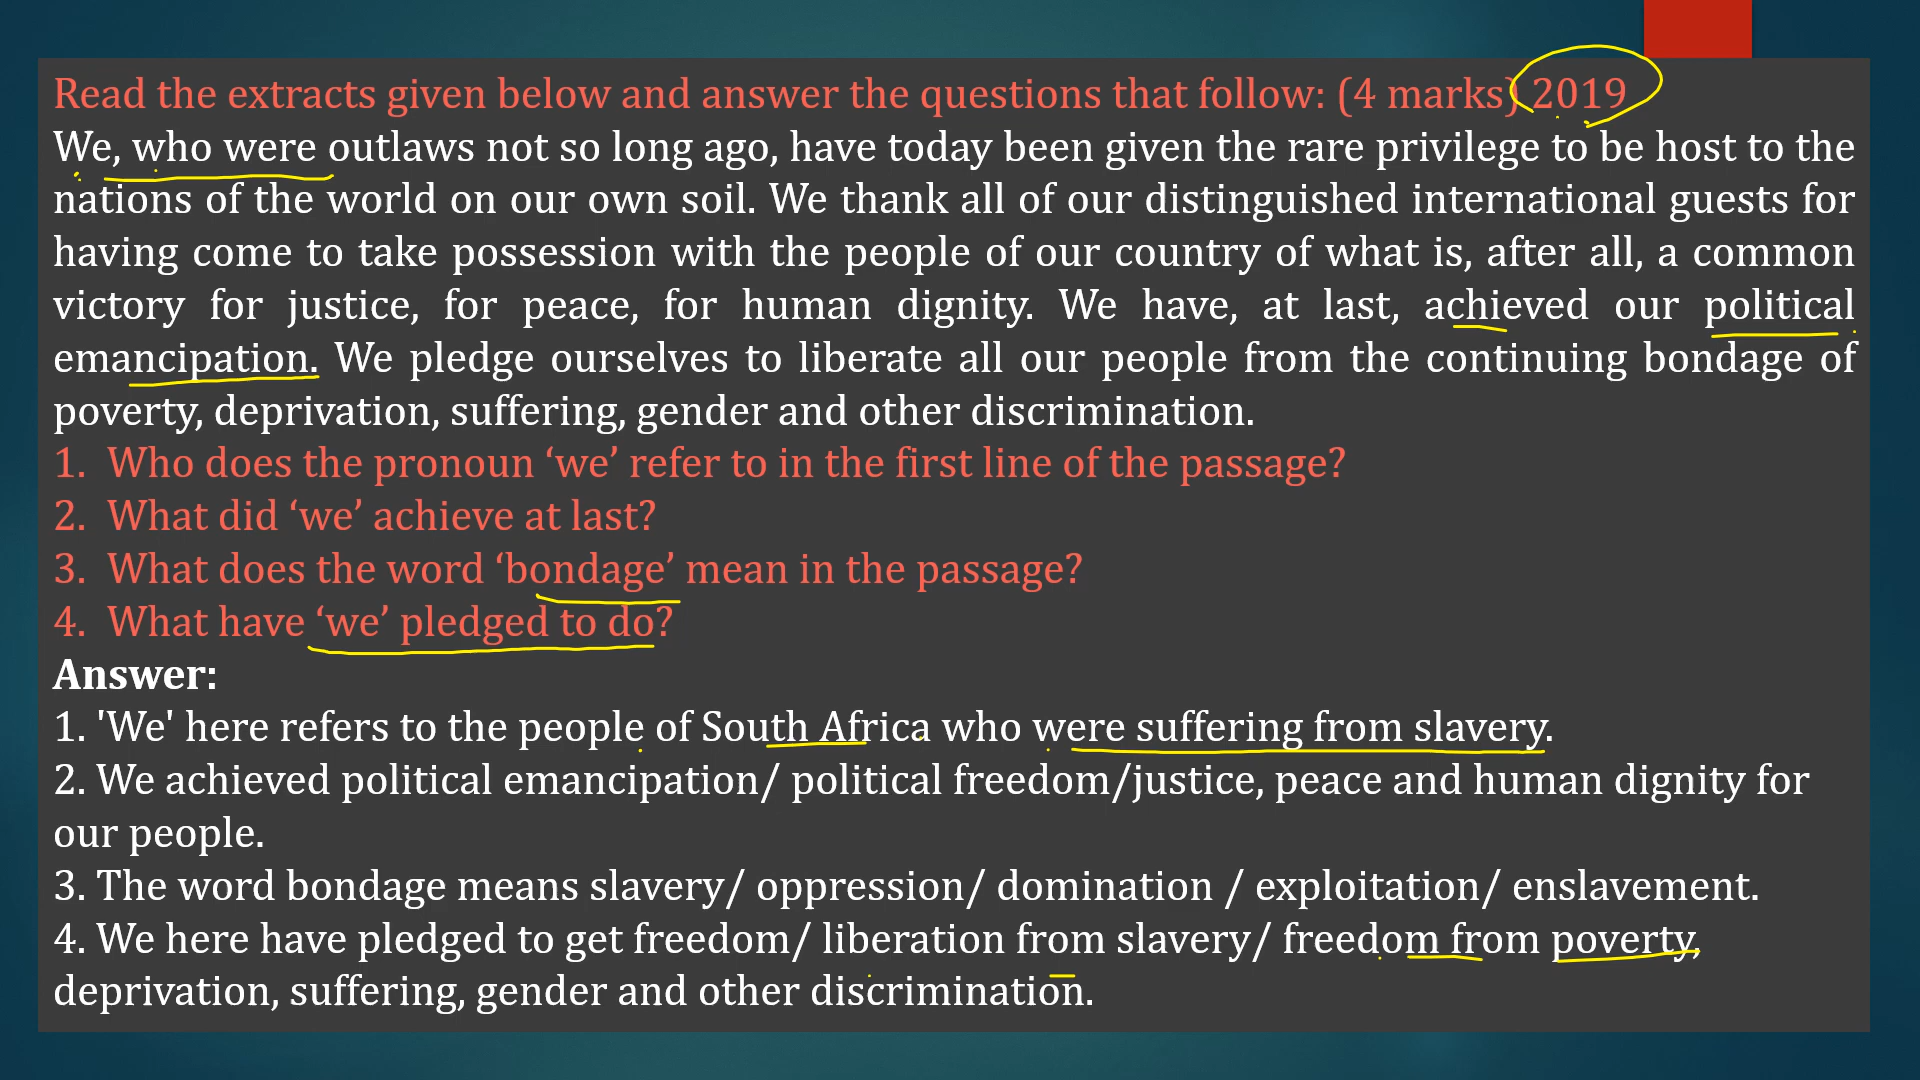 Read the extracts given below and answer the questions that follow: (4 marks) 2019
We, who were outlaws not so long ago, have today been given the rare privilege to be host to the
nations of the world on our own soil. We thank all of our distinguished international guests for
having come to take possession with the people of our country of what is, after all, a common
victory for justice, for peace, for human dignity. We have, at last, achieved our political
emancipation. We pledge ourselves to liberate all our people from the continuing bondage of
poverty, deprivation, suffering, gender and other discrimination.
1. Who does the pronoun ‘we’ refer to in the first line of the passage?
2. What did ‘we’ achieve at last?
3. What does the word ‘bondage’ mean in the passage?
4. What have ‘we’ pledged to do?
Answer:
1. 'We' here refers to the people of South Africa who were suffering from slavery.
2. We achieved political emancipation/ political freedom/justice, peace and human dignity for
our people.
3. The word bondage means slavery/ oppression/ domination / exploitation/ enslavement.
4. We here have pledged to get freedom/ liberation from slavery/ freedom from poverty,
deprivation, suffering, gender and other discrimination.